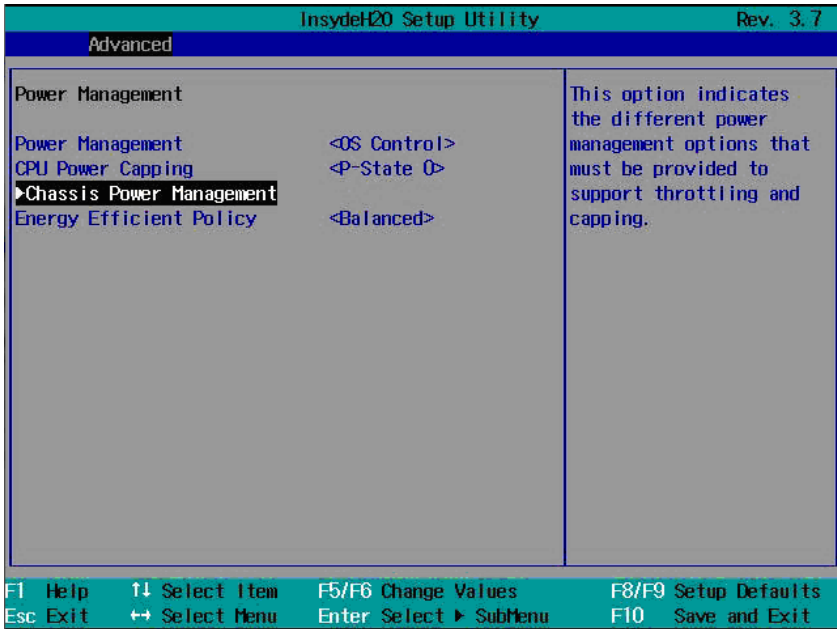 InsydeH20 Setup Utility Rev. 3.7
Advanced
Power Management
Power Management <OS Control>
CPU Power Capping <P-State 0>
▶Chassis Power Management
Energy Efficient Policy <Balanced>
This option indicates
the different power
management options that
must be provided to
support throttling and
capping.
F1 Help ↑↓ Select Item F5/F6 Change Values F8/F9 Setup Defaults
Esc Exit ↔ Select Menu Enter Select ▶ SubMenu F10 Save and Exit